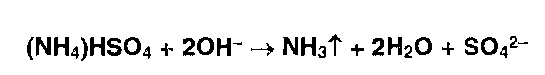 (NH₄)HSO₄ + 2OH⁻ → NH₃↑ + 2H₂O + SO₄²⁻